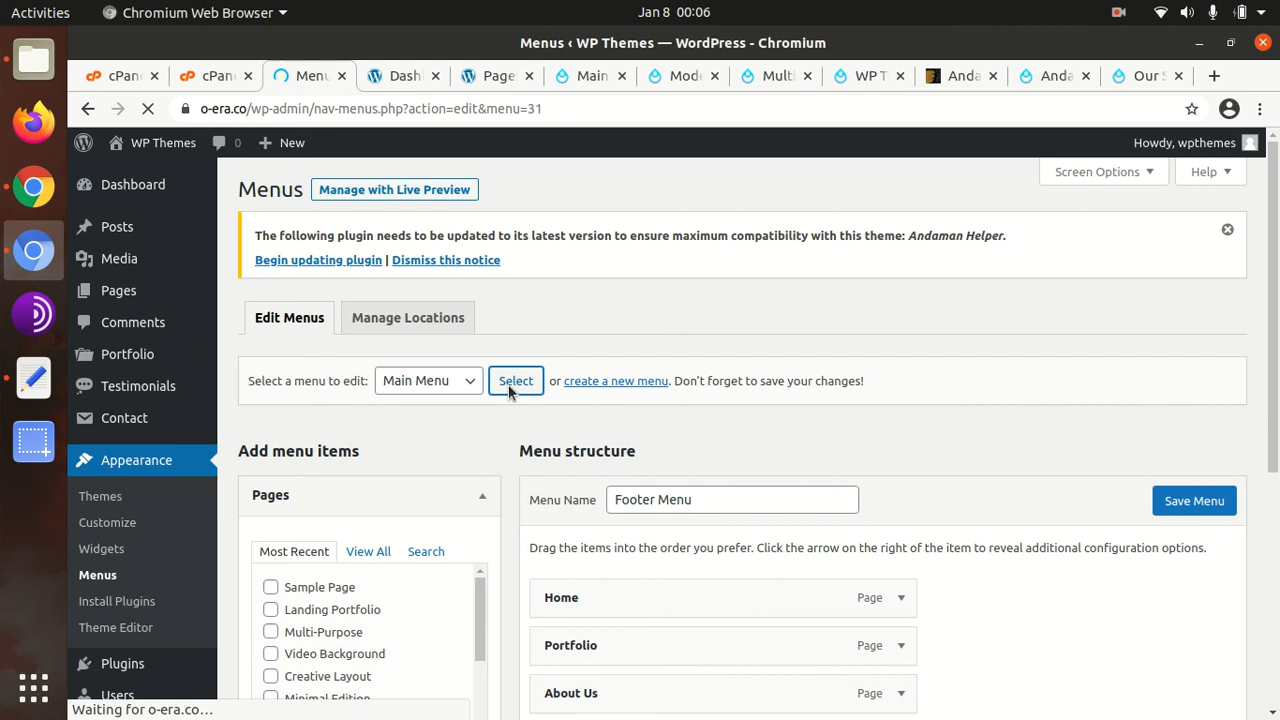 Activities
Chromium Web Browser
Jan 8 00:06
Menus ‹ WP Themes — WordPress - Chromium
cPan
cPan
Menu
Dash
Page
Main
Mode
Multi
WP T
Anda
Anda
Our S
o-era.co/wp-admin/nav-menus.php?action=edit&menu=31
WP Themes
0
New
Howdy, wpthemes
Dashboard
Posts
Media
Pages
Comments
Portfolio
Testimonials
Contact
Appearance
Themes
Customize
Widgets
Menus
Install Plugins
Theme Editor
Plugins
Users
Screen Options
Help
Menus
Manage with Live Preview
The following plugin needs to be updated to its latest version to ensure maximum compatibility with this theme: Andaman Helper.
Begin updating plugin | Dismiss this notice
Edit Menus
Manage Locations
Select a menu to edit: Main Menu Select or create a new menu. Don’t forget to save your changes!
Add menu items
Pages
Most Recent
View All
Search
Sample Page
Landing Portfolio
Multi-Purpose
Video Background
Creative Layout
Minimal Edition
Menu structure
Menu Name
Footer Menu
Save Menu
Drag the items into the order you prefer. Click the arrow on the right of the item to reveal additional configuration options.
Home
Page
Portfolio
Page
About Us
Page
Waiting for o-era.co…